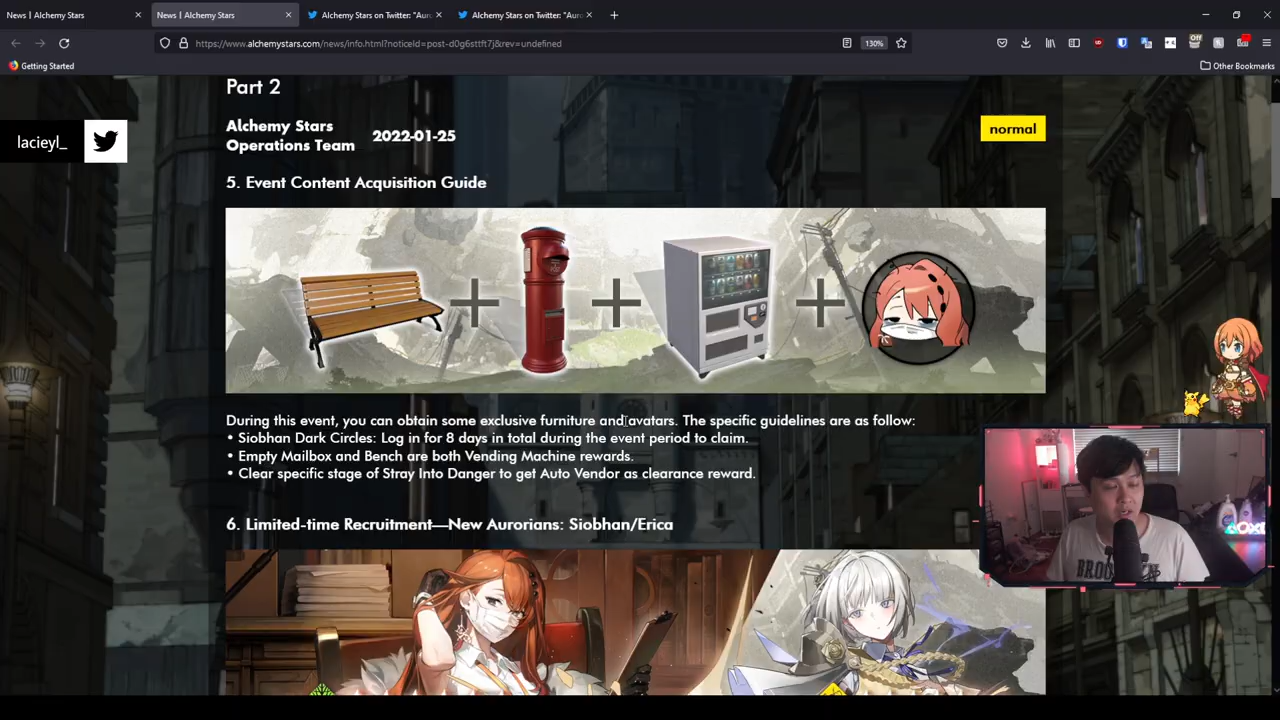 News | Alchemy Stars
News | Alchemy Stars
Alchemy Stars on Twitter: "Aur
Alchemy Stars on Twitter: "Aur
https://www.alchemystars.com/news/info.html?noticeId=post-d0g6sttft7j&rev=undefined
130%
Off
Getting Started
Other Bookmarks
Part 2
lacieyl_
Alchemy Stars
Operations Team
2022-01-25
normal
5. Event Content Acquisition Guide
During this event, you can obtain some exclusive furniture and avatars. The specific guidelines are as follow:
• Siobhan Dark Circles: Log in for 8 days in total during the event period to claim.
• Empty Mailbox and Bench are both Vending Machine rewards.
• Clear specific stage of Stray Into Danger to get Auto Vendor as clearance reward.
6. Limited-time Recruitment—New Aurorians: Siobhan/Erica